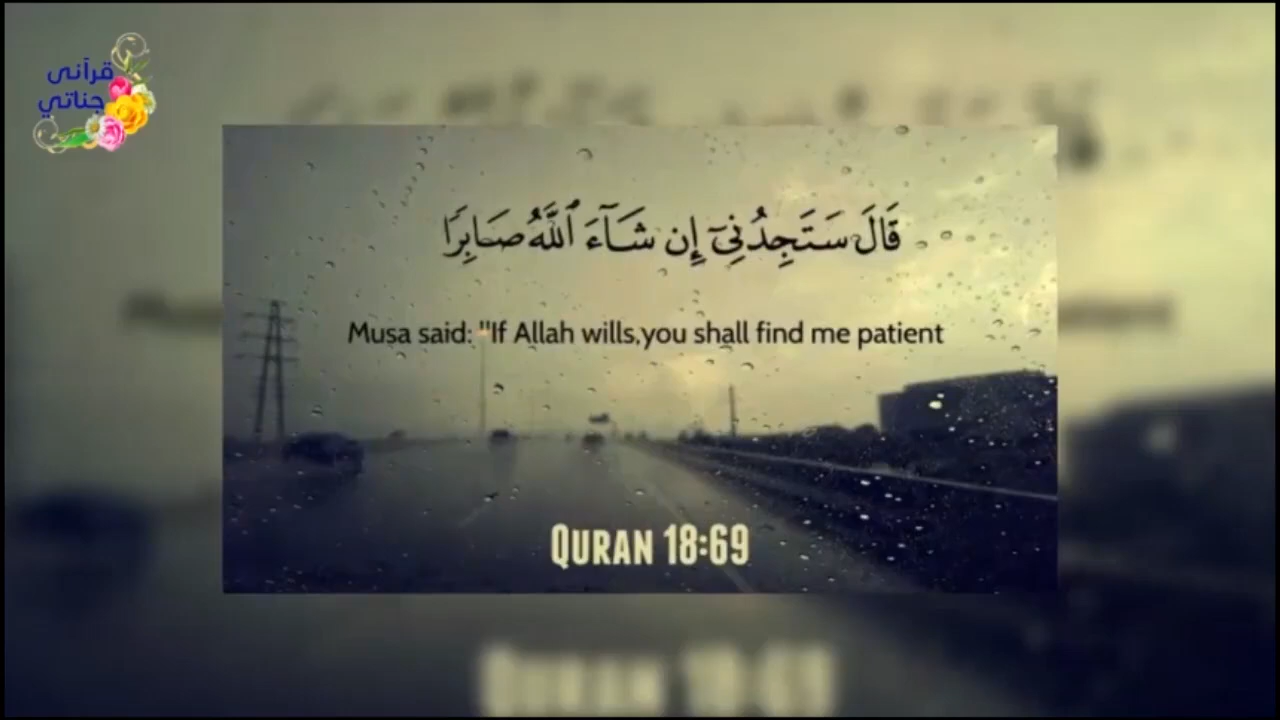 قرآنى
جناتي
قَالَ سَتَجِدُنِىٓ إِن شَآءَ ٱللَّهُ صَابِرًا
Musa said: "If Allah wills,you shall find me patient
QURAN 18:69